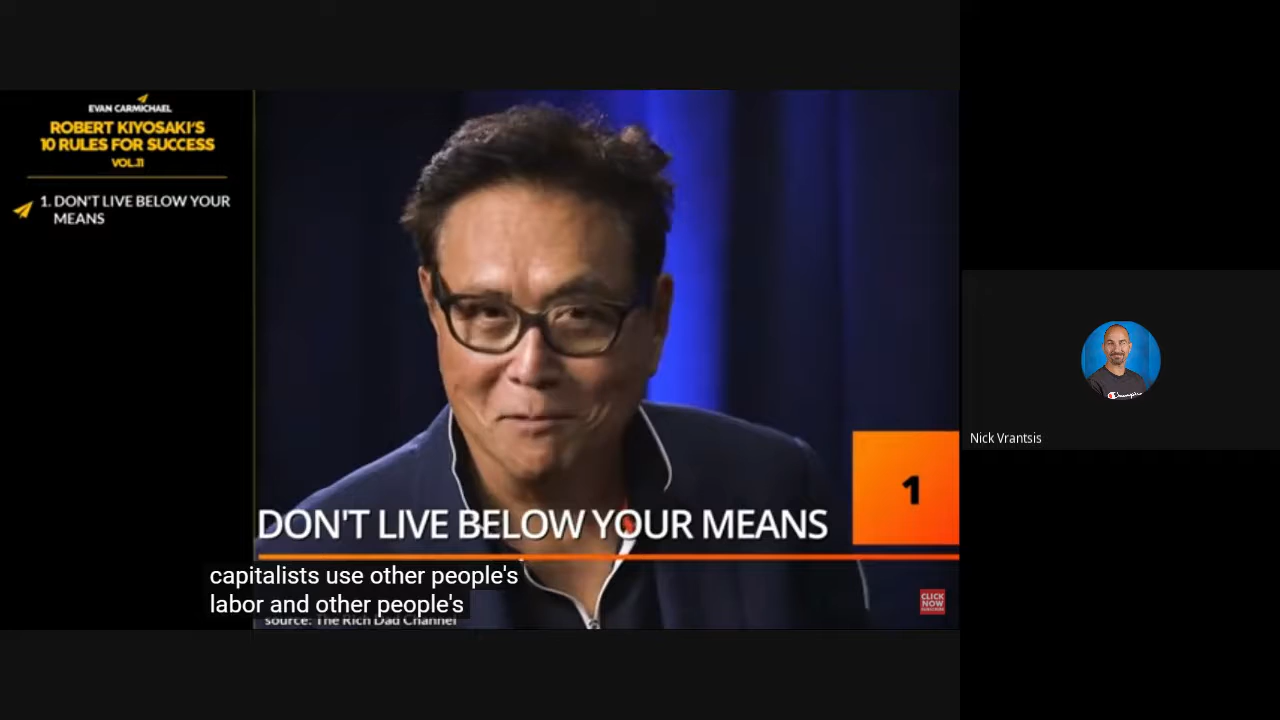 EVAN CARMICHAEL
ROBERT KIYOSAKI'S
10 RULES FOR SUCCESS
VOL.11
1. DON'T LIVE BELOW YOUR
MEANS
DON'T LIVE BELOW YOUR MEANS
1
capitalists use other people's
labor and other people's
source: The Rich Dad Channel
CLICK
NOW
SUBSCRIBE
Champion
Nick Vrantsis